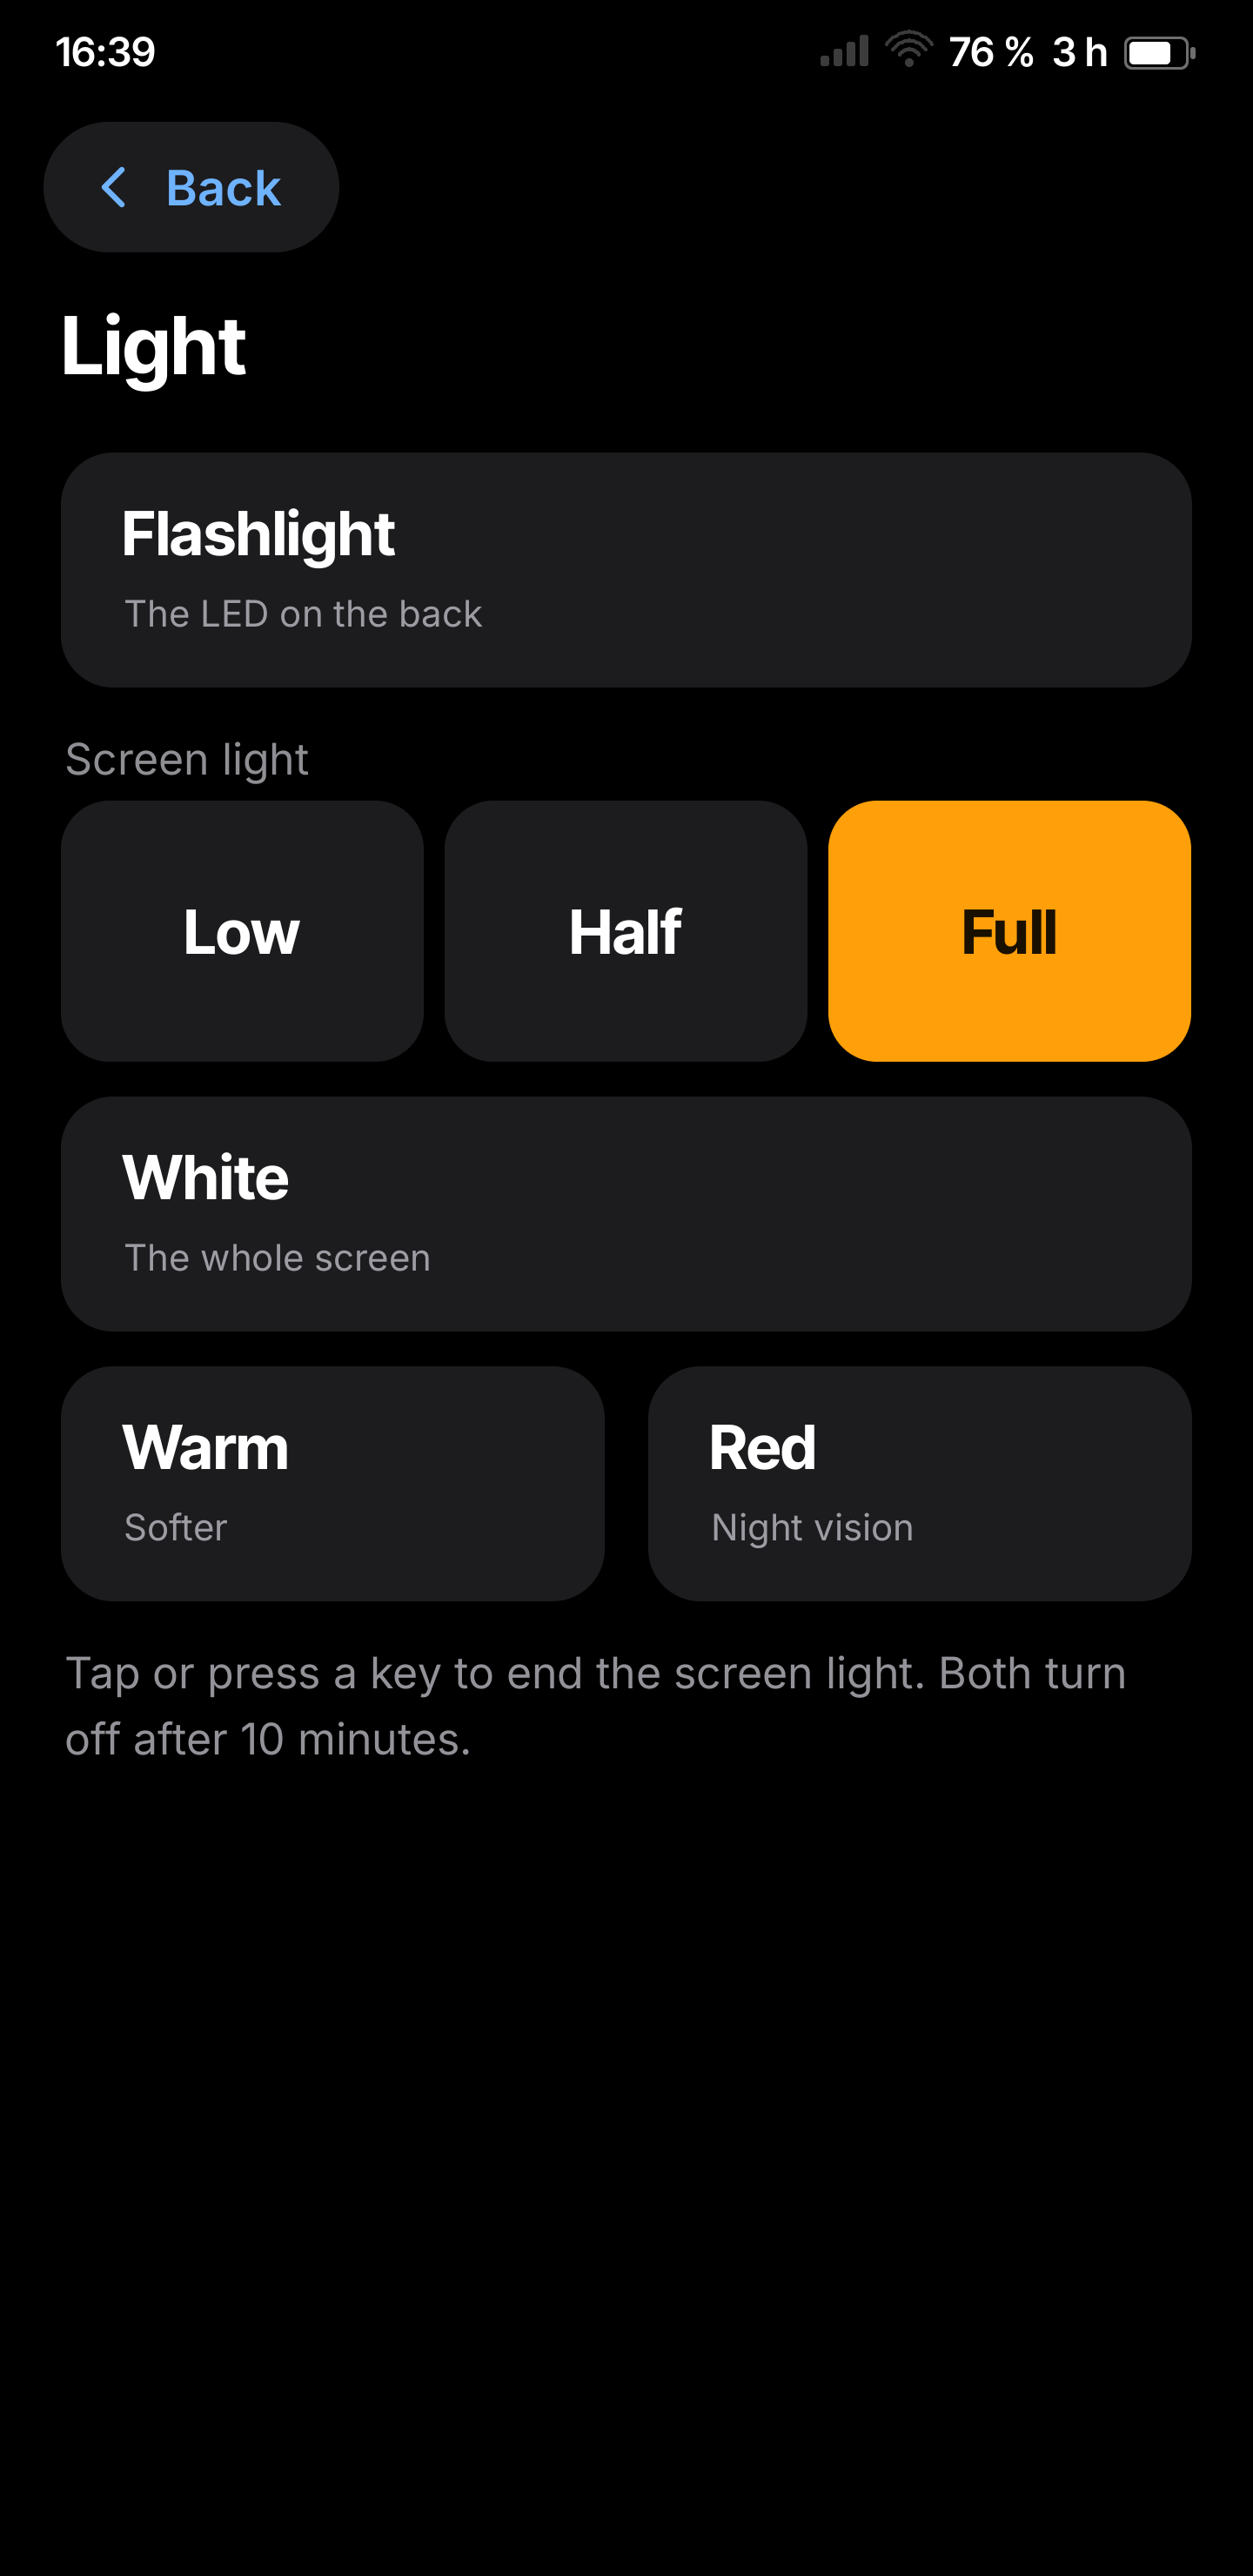 16:39 76 % 3 h
Back
Light
Flashlight
The LED on the back
Screen light
Low Half Full
White
The whole screen
Warm Red
Softer Night vision
Tap or press a key to end the screen light. Both turn
off after 10 minutes.